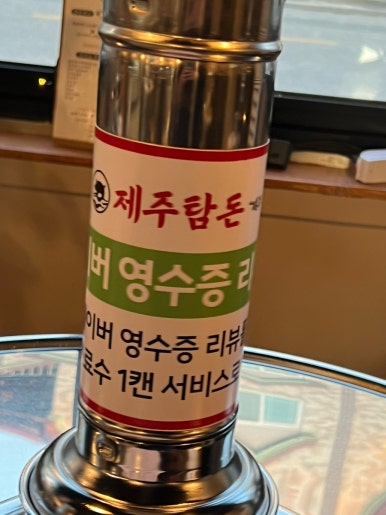 제주탐돈
버 영수증 리
이버 영수증 리뷰
료수 1캔 서비스로